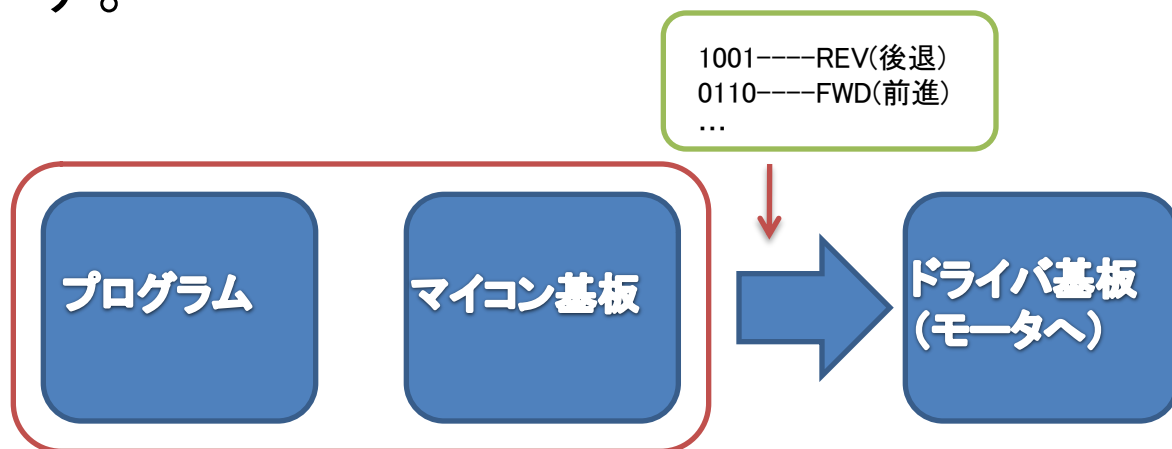 す。
1001----REV(後退)
0110----FWD(前進)
…
プログラム
マイコン基板
ドライバ基板
(モータへ)